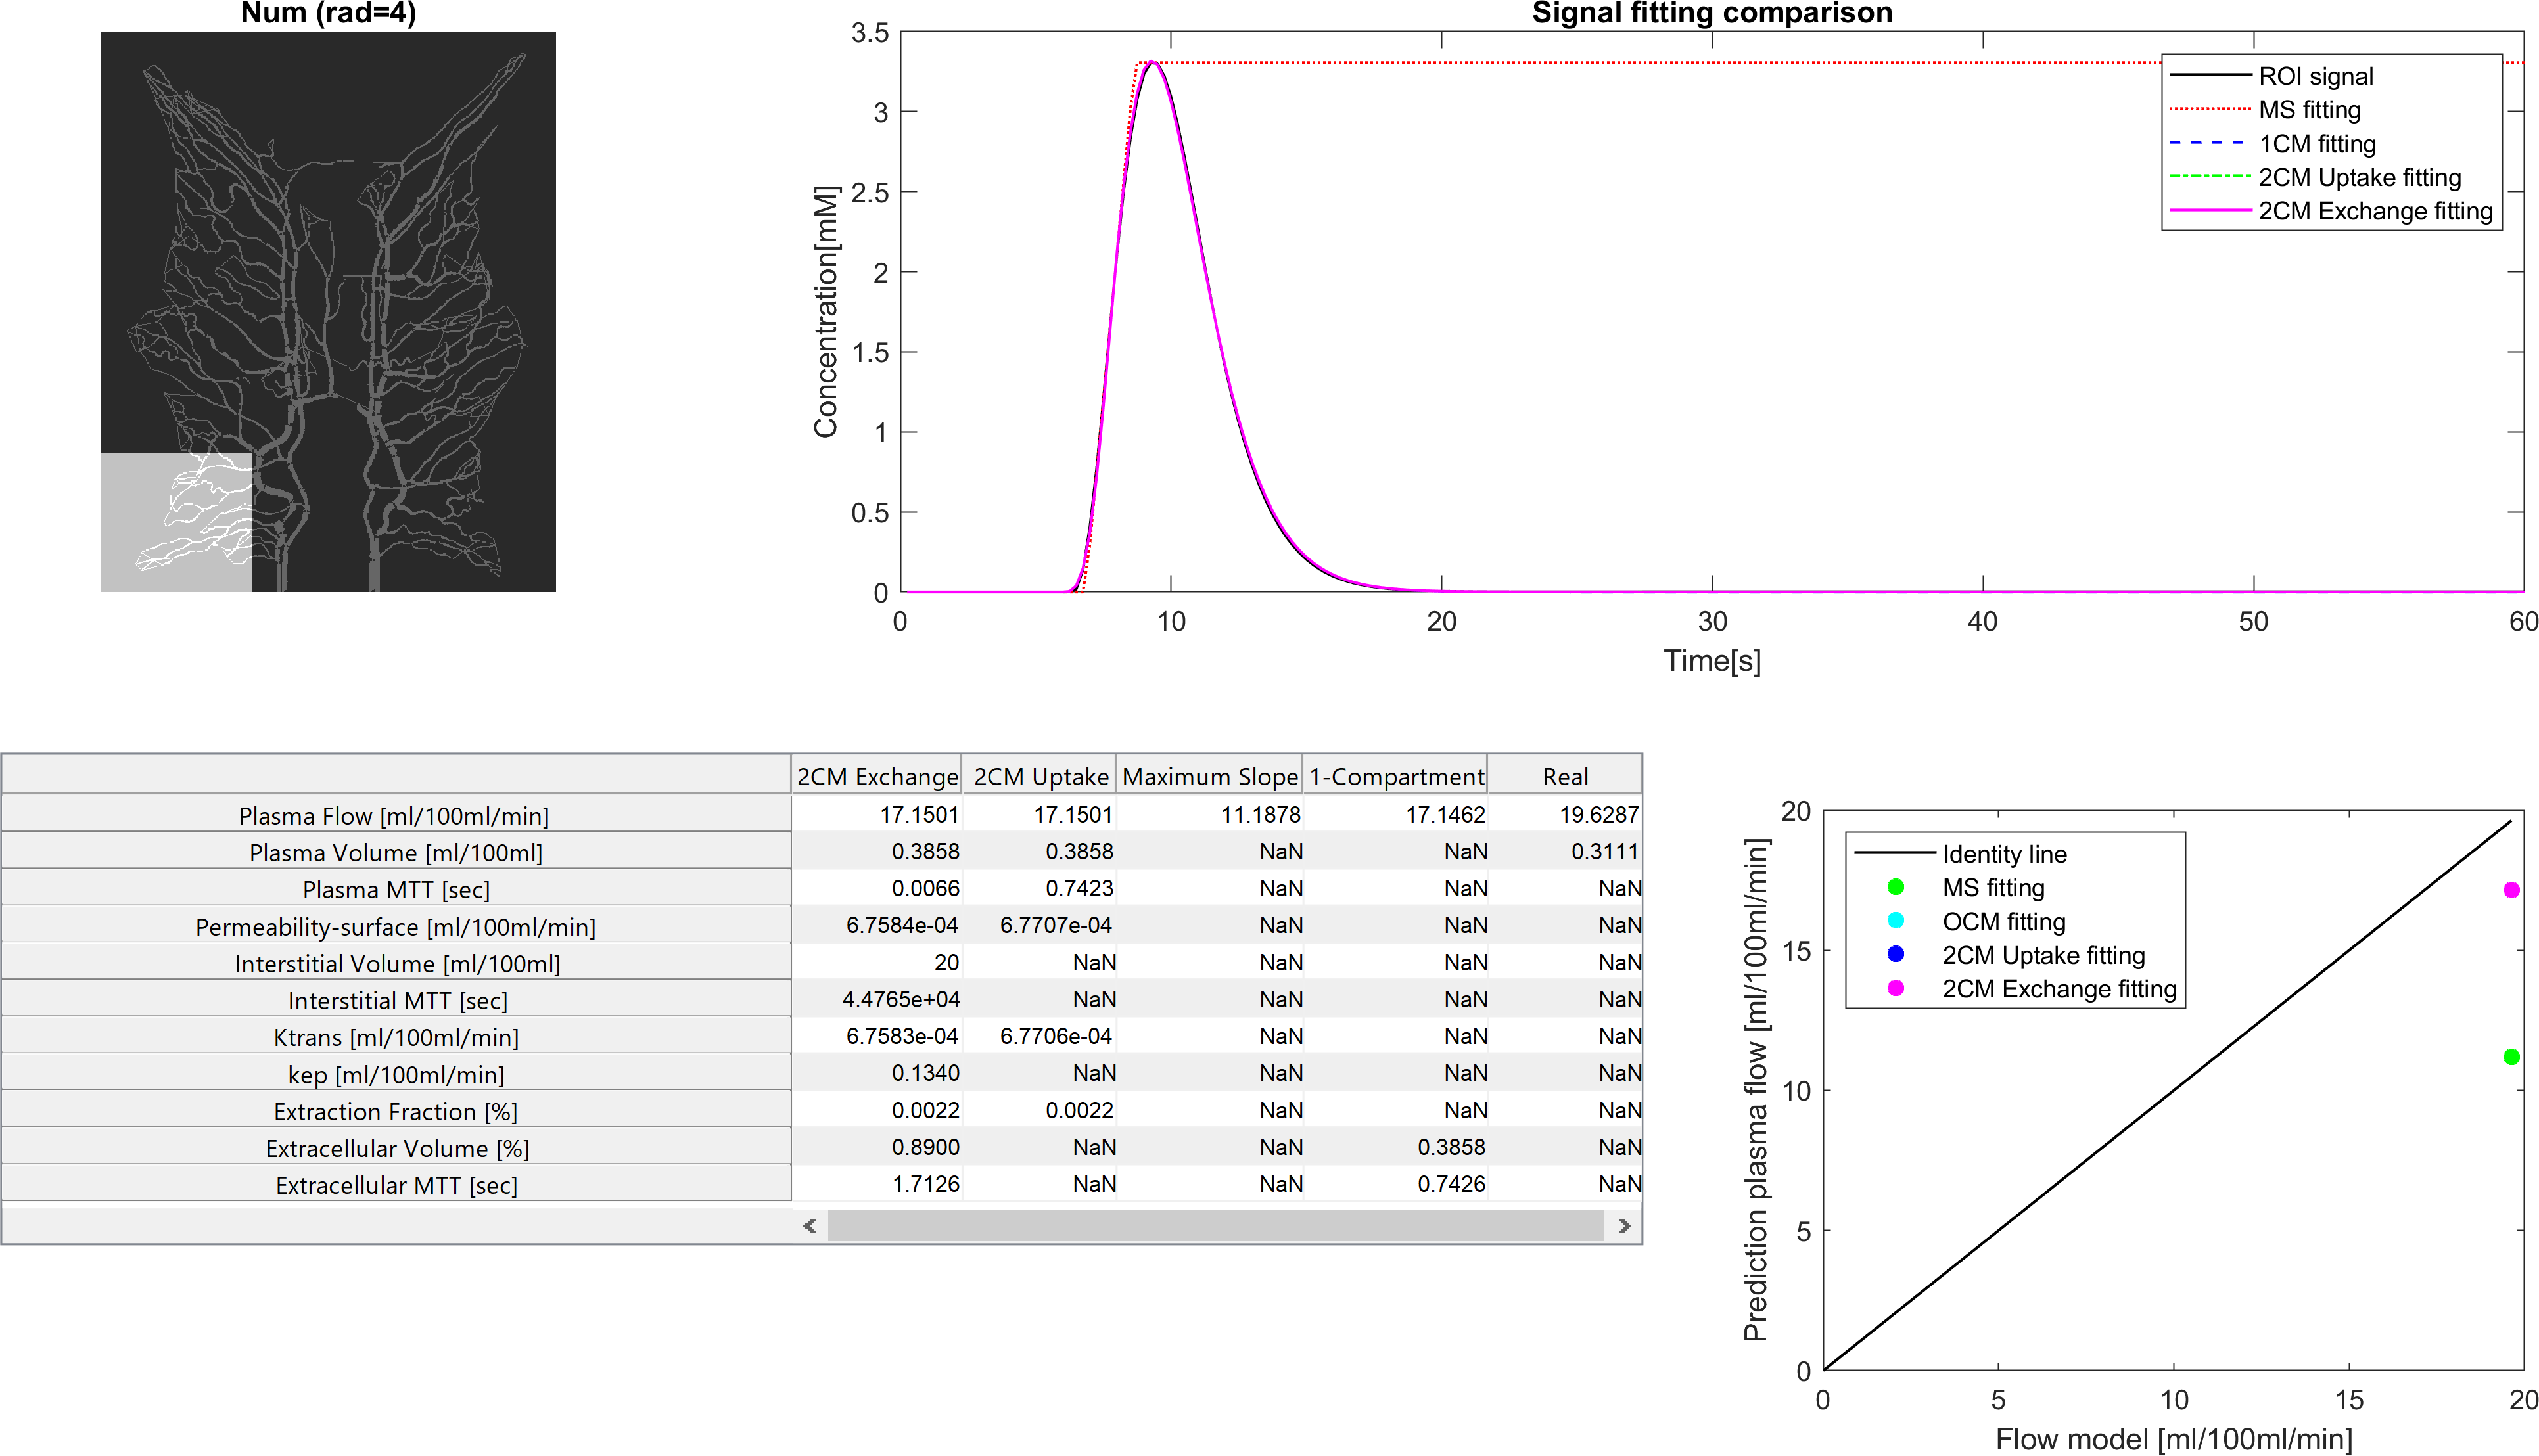 Num (rad=4)
Signal fitting comparison
3.5
3
2.5
2
1.5
1
0.5
0
Concentration[mM]
0 10 20 30 40 50 60
Time[s]
ROI signal
MS fitting
1CM fitting
2CM Uptake fitting
2CM Exchange fitting
2CM Exchange 2CM Uptake Maximum Slope 1-Compartment Real
Plasma Flow [ml/100ml/min] 17.1501 17.1501 11.1878 17.1462 19.6287
Plasma Volume [ml/100ml] 0.3858 0.3858 NaN NaN 0.3111
Plasma MTT [sec] 0.0066 0.7423 NaN NaN NaN
Permeability-surface [ml/100ml/min] 6.7584e-04 6.7707e-04 NaN NaN NaN
Interstitial Volume [ml/100ml] 20 NaN NaN NaN NaN
Interstitial MTT [sec] 4.4765e+04 NaN NaN NaN NaN
Ktrans [ml/100ml/min] 6.7583e-04 6.7706e-04 NaN NaN NaN
kep [ml/100ml/min] 0.1340 NaN NaN NaN NaN
Extraction Fraction [%] 0.0022 0.0022 NaN NaN NaN
Extracellular Volume [%] 0.8900 NaN NaN 0.3858 NaN
Extracellular MTT [sec] 1.7126 NaN NaN 0.7426 NaN
20
15
10
5
0
Prediction plasma flow [ml/100ml/min]
Identity line
MS fitting
OCM fitting
2CM Uptake fitting
2CM Exchange fitting
0 5 10 15 20
Flow model [ml/100ml/min]